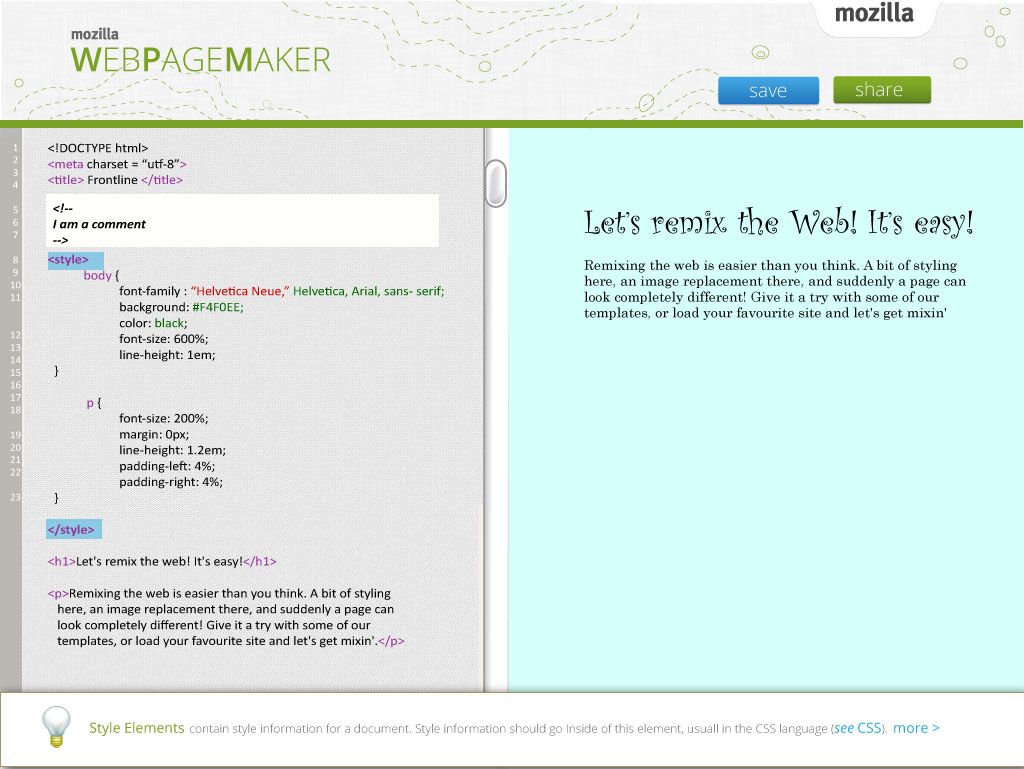 mozilla
WEBPAGEMAKER
mozilla
save
share
1
2
3
4
5
6
7
8
9
10
11
12
13
14
15
16
17
18
19
20
21
22
23
<!DOCTYPE html>
<meta charset = “utf-8”>
<title> Frontline </title>
<!--
I am a comment
-->
<style>
body {
font-family : “Helvetica Neue,” Helvetica, Arial, sans- serif;
background: #F4F0EE;
color: black;
font-size: 600%;
line-height: 1em;
}
p {
font-size: 200%;
margin: 0px;
line-height: 1.2em;
padding-left: 4%;
padding-right: 4%;
}
</style>
<h1>Let's remix the web! It's easy!</h1>
<p>Remixing the web is easier than you think. A bit of styling
here, an image replacement there, and suddenly a page can
look completely different! Give it a try with some of our
templates, or load your favourite site and let's get mixin'.</p>
Let's remix the Web! It's easy!
Remixing the web is easier than you think. A bit of styling
here, an image replacement there, and suddenly a page can
look completely different! Give it a try with some of our
templates, or load your favourite site and let's get mixin'
Style Elements contain style information for a document. Style information should go inside of this element, usuall in the CSS language (see CSS). more >